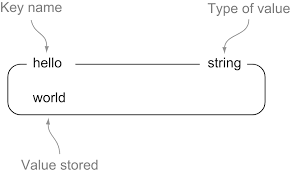 Key name
Type of value
hello
string
world
Value stored